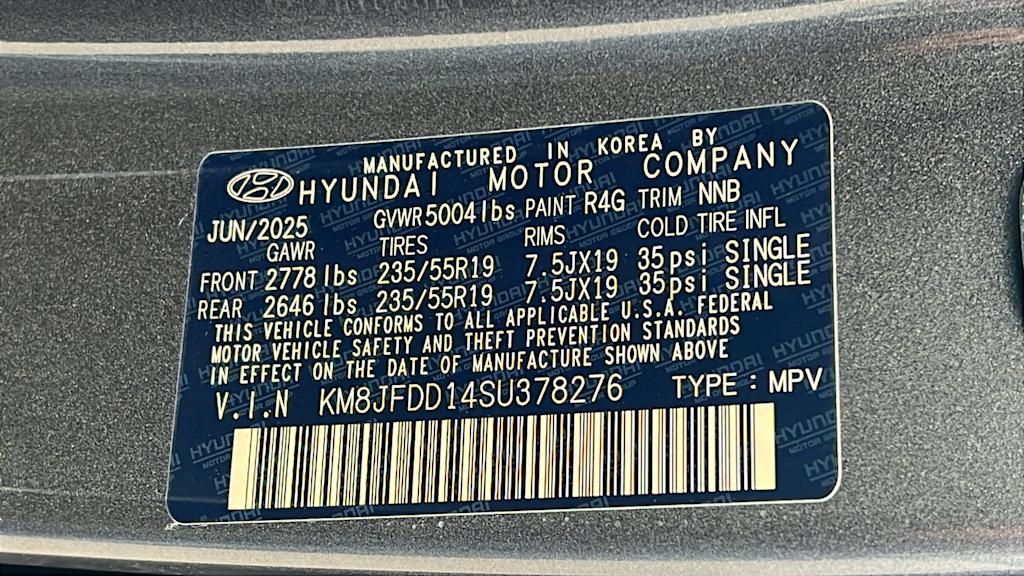 MANUFACTURED IN KOREA BY
HYUNDAI MOTOR COMPANY
JUN/2025 GVWR 5004lbs PAINT R4G TRIM NNB
GAWR TIRES RIMS COLD TIRE INFL
FRONT 2778 lbs 235/55R19 7.5JX19 35psi SINGLE
REAR 2646 lbs 235/55R19 7.5JX19 35psi SINGLE
THIS VEHICLE CONFORMS TO ALL APPLICABLE U.S.A. FEDERAL
MOTOR VEHICLE SAFETY AND THEFT PREVENTION STANDARDS
IN EFFECT ON THE DATE OF MANUFACTURE SHOWN ABOVE
V.I.N KM8JFDD14SU378276 TYPE : MPV